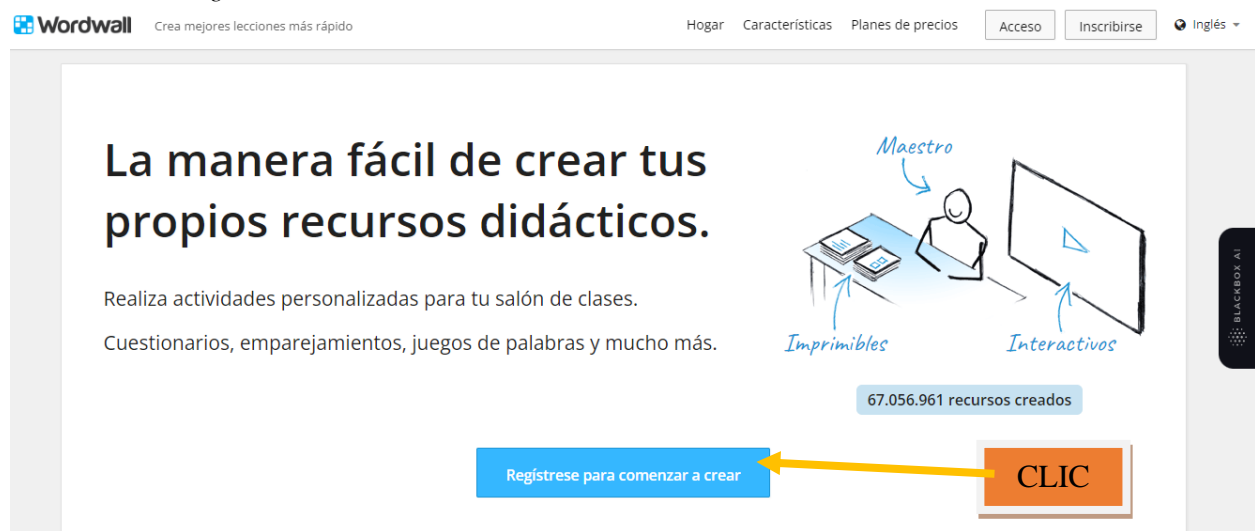 Wordwall Crea mejores lecciones más rápido Hogar Características Planes de precios Acceso Inscribirse Inglés
La manera fácil de crear tus
propios recursos didácticos.
Realiza actividades personalizadas para tu salón de clases.
Cuestionarios, emparejamientos, juegos de palabras y mucho más.
Maestro
Imprimibles
Interactivos
67.056.961 recursos creados
Regístrese para comenzar a crear
CLIC
BLACKBOX AI